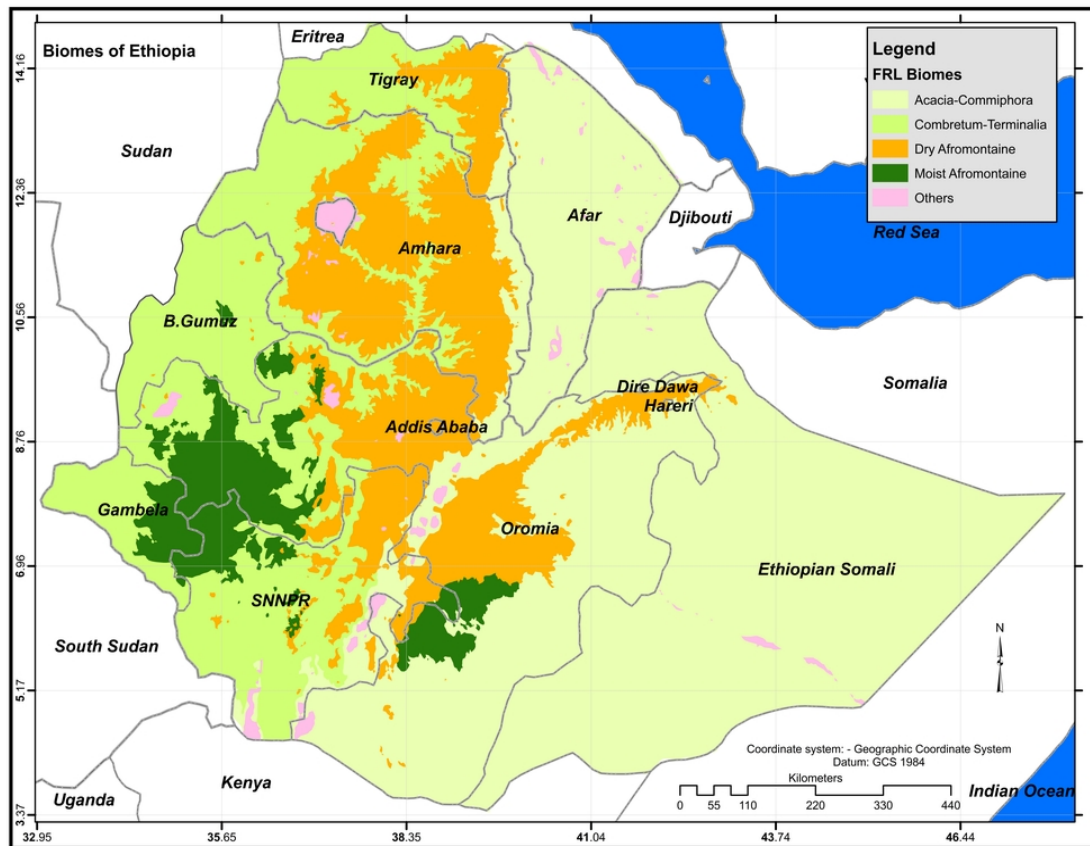 Biomes of Ethiopia
Eritrea
Legend
FRL Biomes
Acacia-Commiphora
Combretum-Terminalia
Dry Afromontaine
Moist Afromontaine
Others
14.16
12.36
10.56
8.76
6.96
5.17
3.37
Tigray
Sudan
Afar
Djibouti
Red Sea
Amhara
B.Gumuz
Somalia
Dire Dawa
Hareri
Addis Ababa
Gambela
Oromia
Ethiopian Somali
SNNPR
South Sudan
N
Coordinate system: - Geographic Coordinate System
Datum: GCS 1984
Kilometers
0 55 110 220 330 440
Kenya
Uganda
Indian Ocean
32.95 35.65 38.35 41.04 43.74 46.44